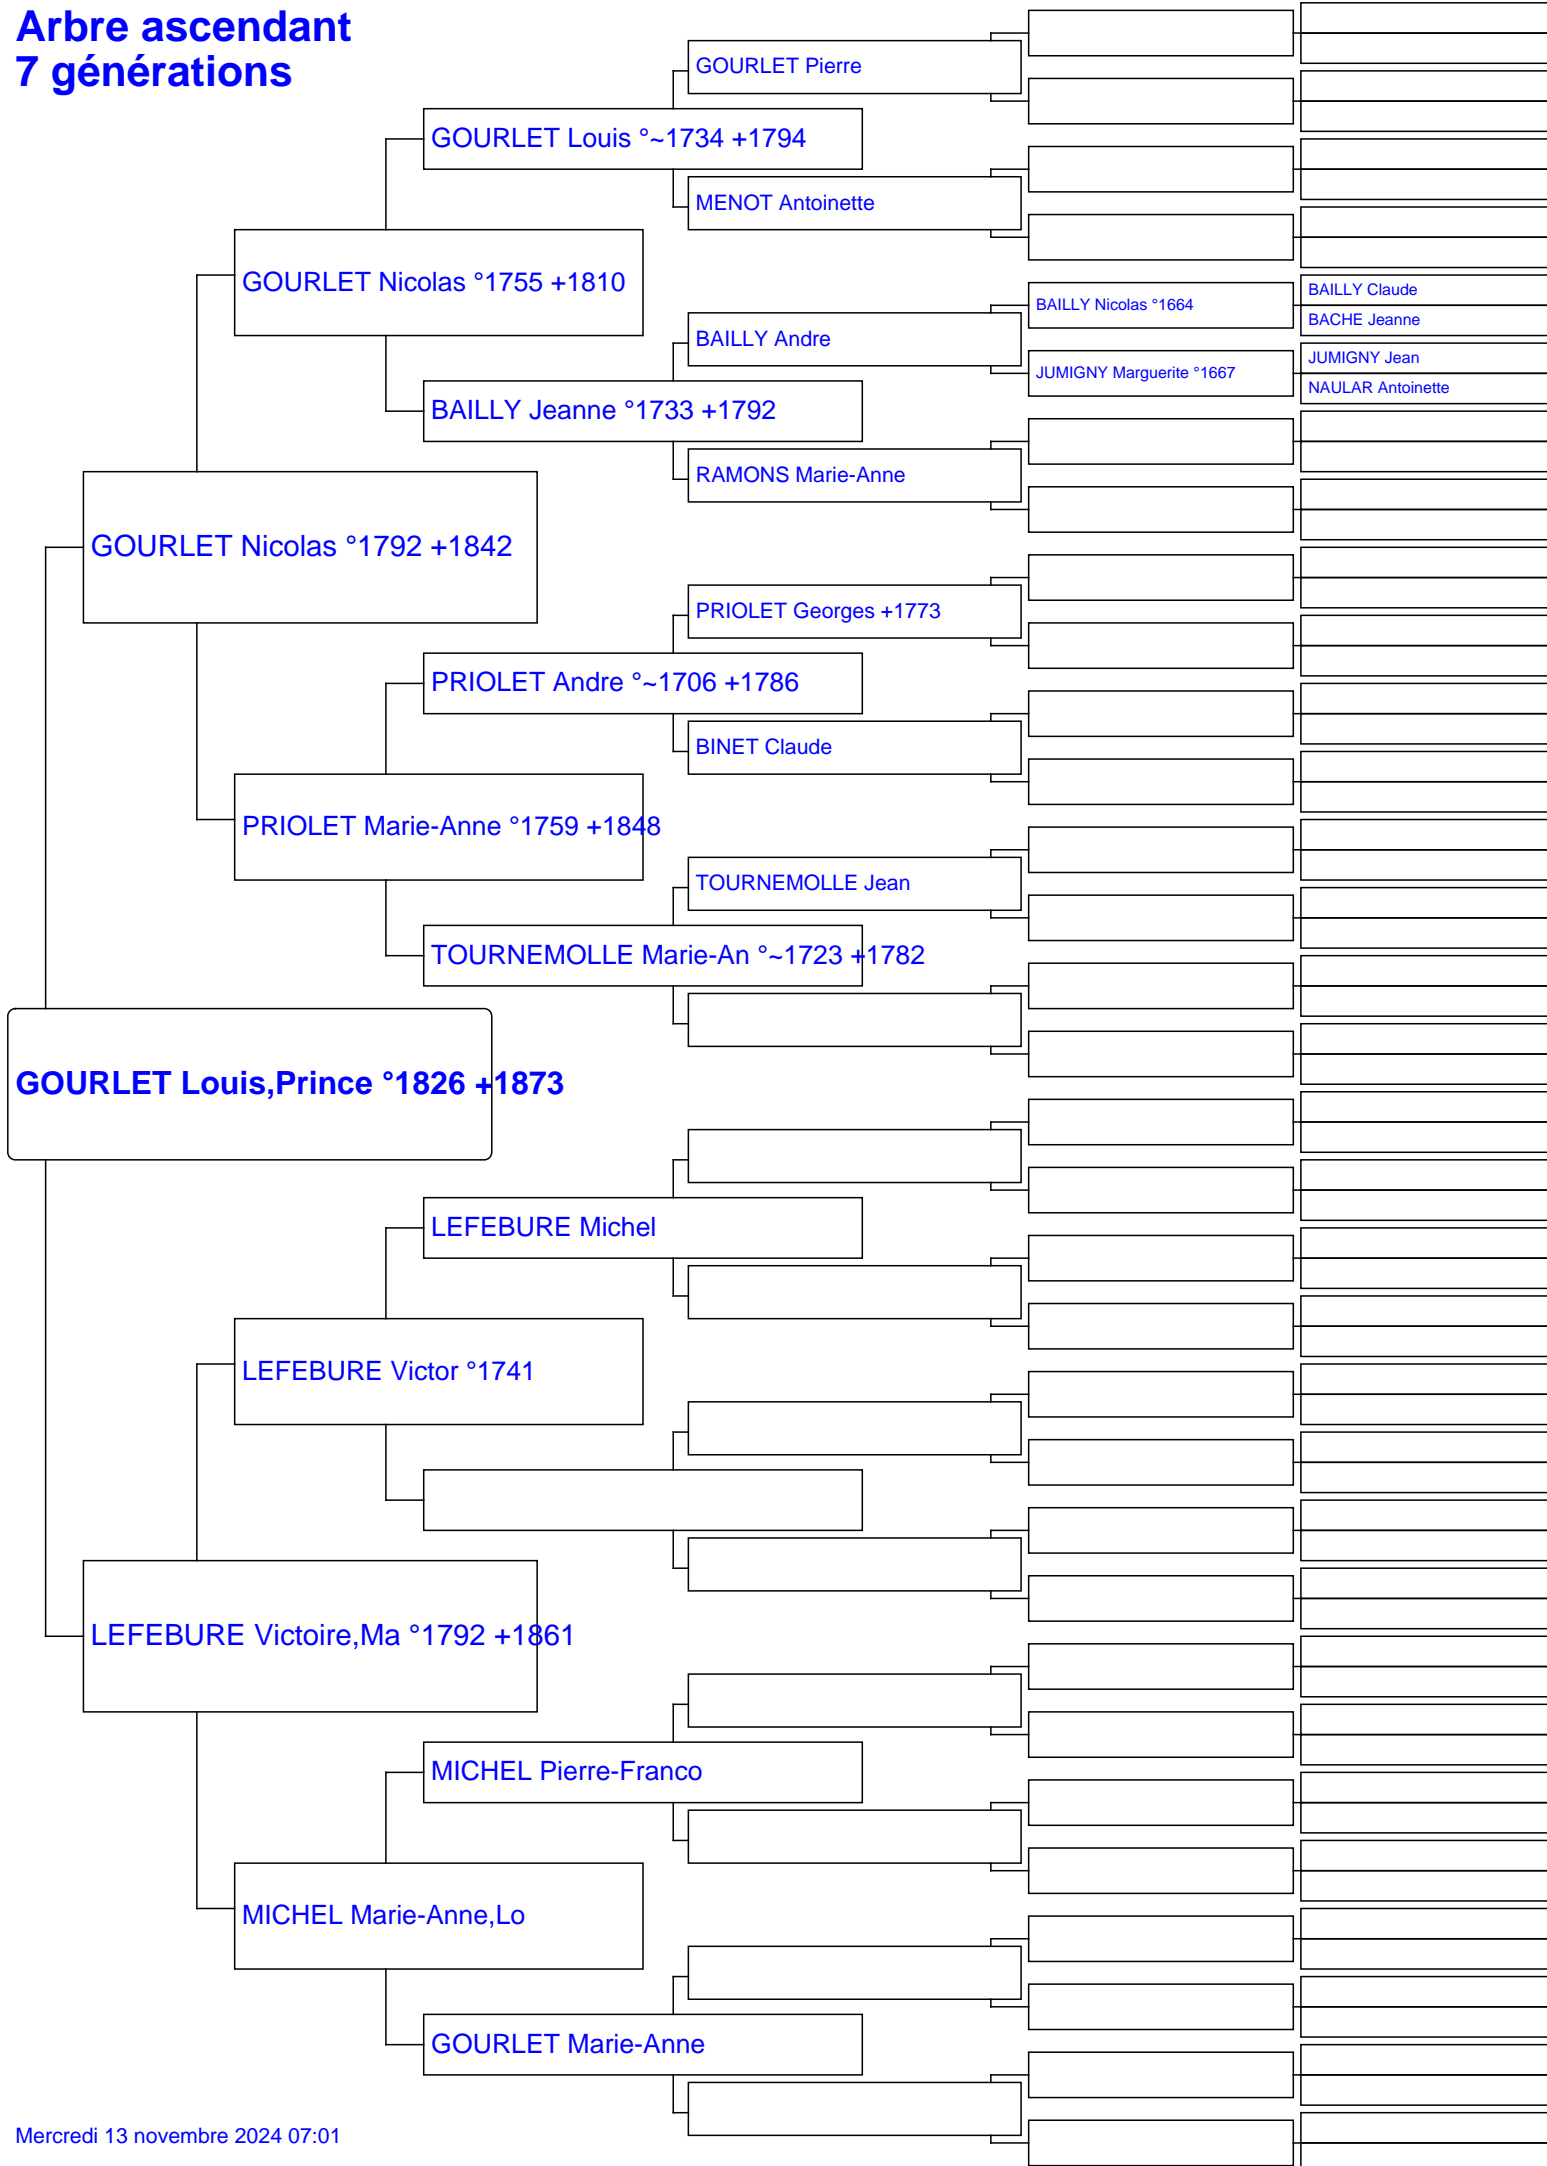 Arbre ascendant
7 générations
GOURLET Pierre
GOURLET Louis °~1734 +1794
MENOT Antoinette
GOURLET Nicolas °1755 +1810
BAILLY Claude
BAILLY Nicolas °1664
BACHE Jeanne
BAILLY Andre
JUMIGNY Jean
JUMIGNY Marguerite °1667
NAULAR Antoinette
BAILLY Jeanne °1733 +1792
RAMONS Marie-Anne
GOURLET Nicolas °1792 +1842
PRIOLET Georges +1773
PRIOLET Andre °~1706 +1786
BINET Claude
PRIOLET Marie-Anne °1759 +1848
TOURNEMOLLE Jean
TOURNEMOLLE Marie-An °~1723 +1782
GOURLET Louis,Prince °1826 +1873
LEFEBURE Michel
LEFEBURE Victor °1741
LEFEBURE Victoire,Ma °1792 +1861
MICHEL Pierre-Franco
MICHEL Marie-Anne,Lo
GOURLET Marie-Anne
Mercredi 13 novembre 2024 07:01